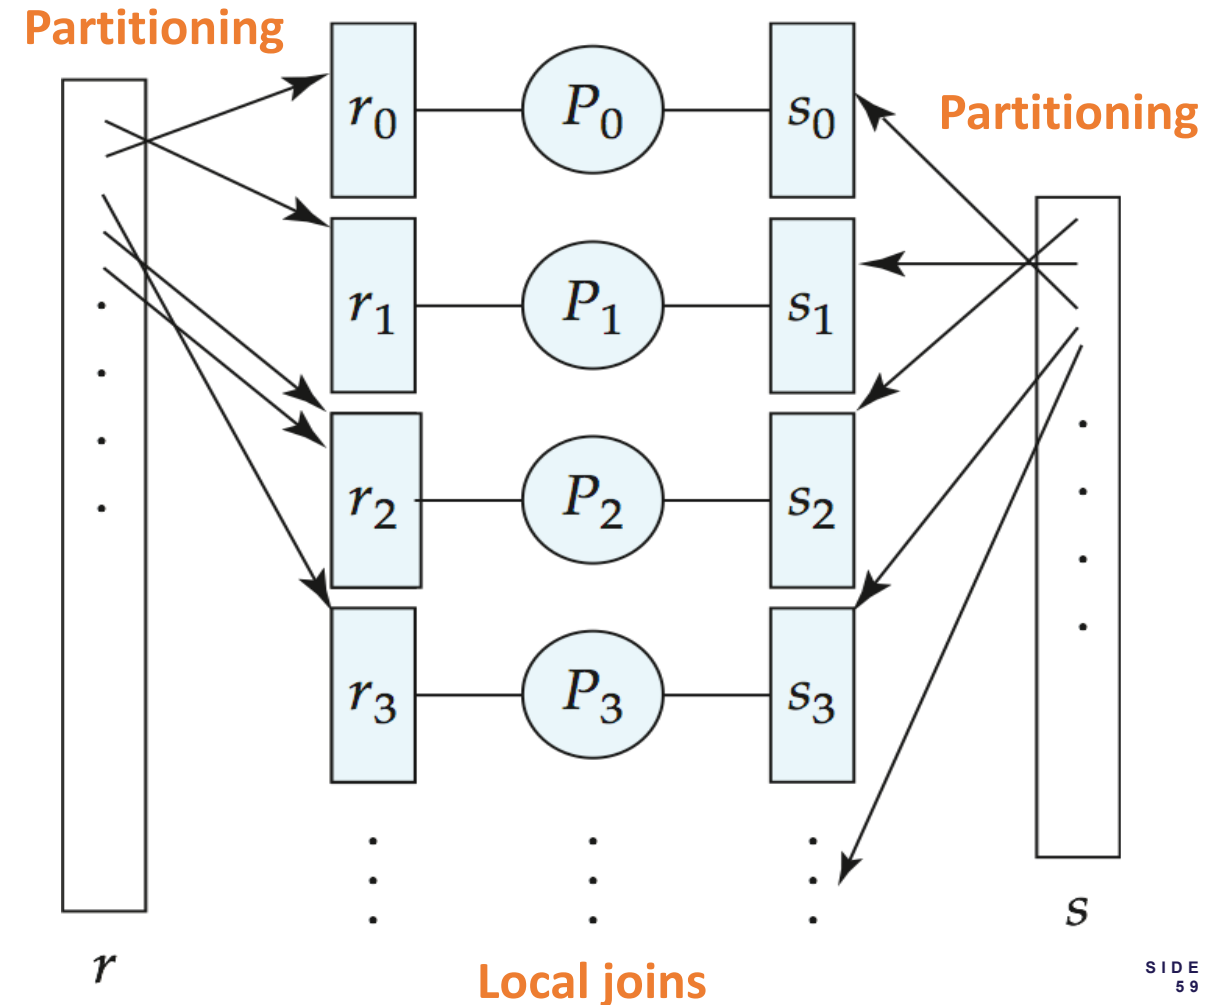 Partitioning
Partitioning
r0 P0 s0
r1 P1 s1
r2 P2 s2
r3 P3 s3
r
s
Local joins
SIDE
59